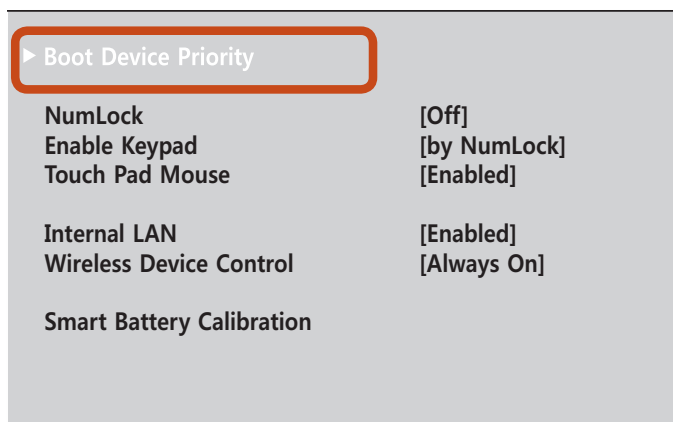 Boot Device Priority
NumLock [Off]
Enable Keypad [by NumLock]
Touch Pad Mouse [Enabled]
Internal LAN [Enabled]
Wireless Device Control [Always On]
Smart Battery Calibration